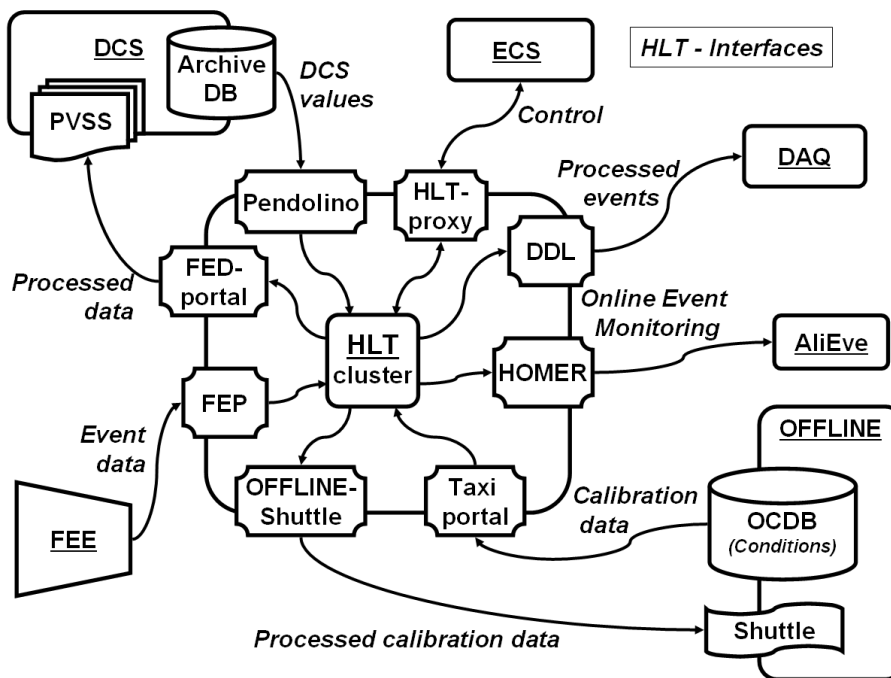 DCS
Archive
DB
PVSS
DCS
values
ECS
HLT - Interfaces
Control
Processed
events
DAQ
Pendolino
HLT-
proxy
DDL
FED-
portal
Processed
data
Online Event
Monitoring
HLT
cluster
HOMER
AliEve
FEP
Event
data
OFFLINE
OFFLINE-
Shuttle
Taxi
portal
Calibration
data
OCDB
(Conditions)
FEE
Processed calibration data
Shuttle